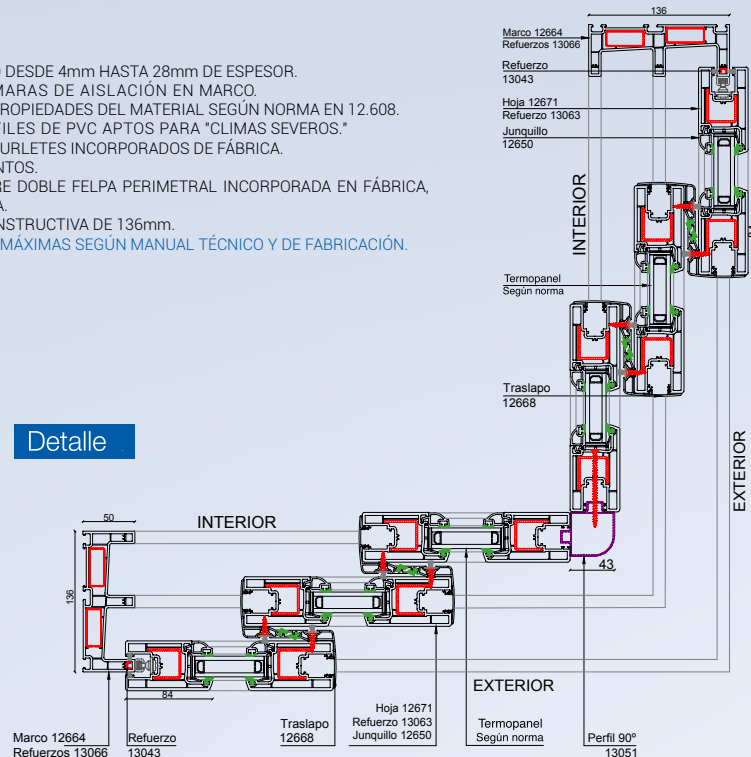 DESDE 4mm HASTA 28mm DE ESPESOR.
MARAS DE AISLACIÓN EN MARCO.
ROPIEDADES DEL MATERIAL SEGÚN NORMA EN 12.608.
FILES DE PVC APTOS PARA "CLIMAS SEVEROS."
URLETES INCORPORADOS DE FÁBRICA.
NTOS.
RE DOBLE FELPA PERIMETRAL INCORPORADA EN FÁBRICA,
A.
NSTRUCTIVA DE 136mm.
MÁXIMAS SEGÚN MANUAL TÉCNICO Y DE FABRICACIÓN.
136
Marco 12664
Refuerzos 13066
Refuerzo
13043
Hoja 12671
Refuerzo 13063
Junquillo
12650
INTERIOR
Termopanel
Según norma
Traslapo
12668
EXTERIOR
Detalle
50
INTERIOR
136
43
84
EXTERIOR
Marco 12664
Refuerzos 13066
Refuerzo
13043
Traslapo
12668
Hoja 12671
Refuerzo 13063
Junquillo 12650
Termopanel
Según norma
Perfil 90º
13051